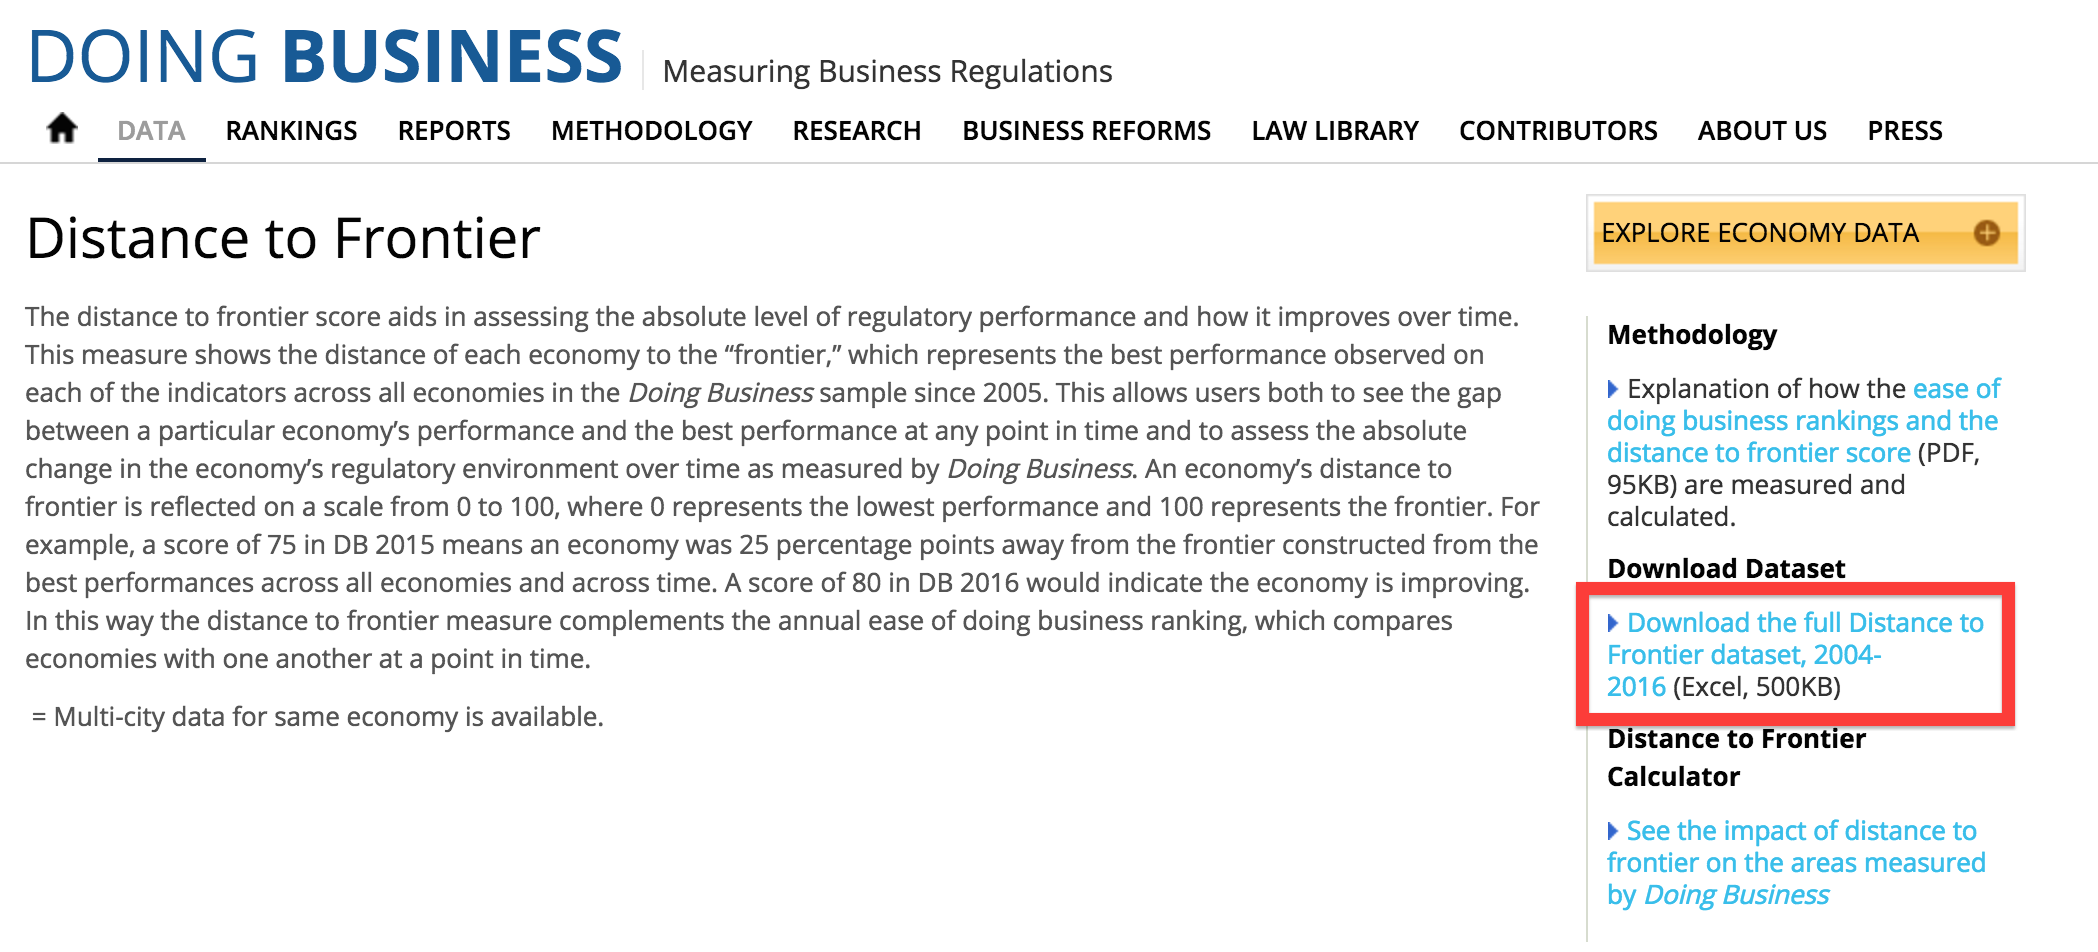 DOING BUSINESS
Measuring Business Regulations
DATA RANKINGS REPORTS METHODOLOGY RESEARCH BUSINESS REFORMS LAW LIBRARY CONTRIBUTORS ABOUT US PRESS
Distance to Frontier
The distance to frontier score aids in assessing the absolute level of regulatory performance and how it improves over time.
This measure shows the distance of each economy to the “frontier,” which represents the best performance observed on
each of the indicators across all economies in the Doing Business sample since 2005. This allows users both to see the gap
between a particular economy’s performance and the best performance at any point in time and to assess the absolute
change in the economy’s regulatory environment over time as measured by Doing Business. An economy’s distance to
frontier is reflected on a scale from 0 to 100, where 0 represents the lowest performance and 100 represents the frontier. For
example, a score of 75 in DB 2015 means an economy was 25 percentage points away from the frontier constructed from the
best performances across all economies and across time. A score of 80 in DB 2016 would indicate the economy is improving.
In this way the distance to frontier measure complements the annual ease of doing business ranking, which compares
economies with one another at a point in time.
= Multi-city data for same economy is available.
EXPLORE ECONOMY DATA
Methodology
Explanation of how the ease of
doing business rankings and the
distance to frontier score (PDF,
95KB) are measured and
calculated.
Download Dataset
Download the full Distance to
Frontier dataset, 2004-
2016 (Excel, 500KB)
Distance to Frontier
Calculator
See the impact of distance to
frontier on the areas measured
by Doing Business